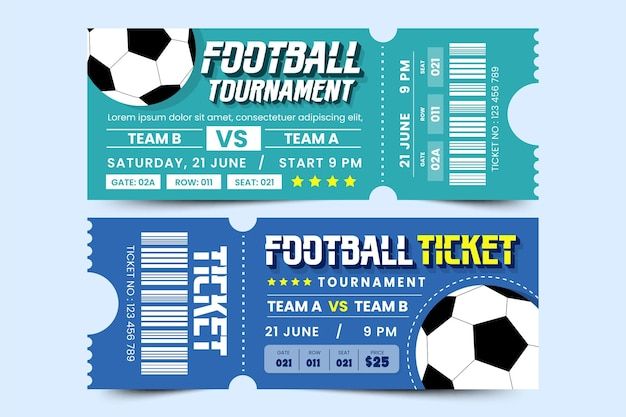 FOOTBALL
TOURNAMENT
Lorem ipsum dolor sit amet, consectetur adipiscing elit,
TEAM B VS TEAM A
SATURDAY, 21 JUNE / START 9 PM
GATE: 02A ROW: 011 SEAT: 021
21 JUNE / 9 PM
SEAT 021
ROW 011
GATE 02A
TICKET NO : 123 456 789
TICKET NO : 123 456 789
TICKET
FOOTBALL TICKET
TOURNAMENT
TEAM A VS TEAM B
21 JUNE / 9 PM
GATE ROW SEAT PRICE
021 011 021 $25